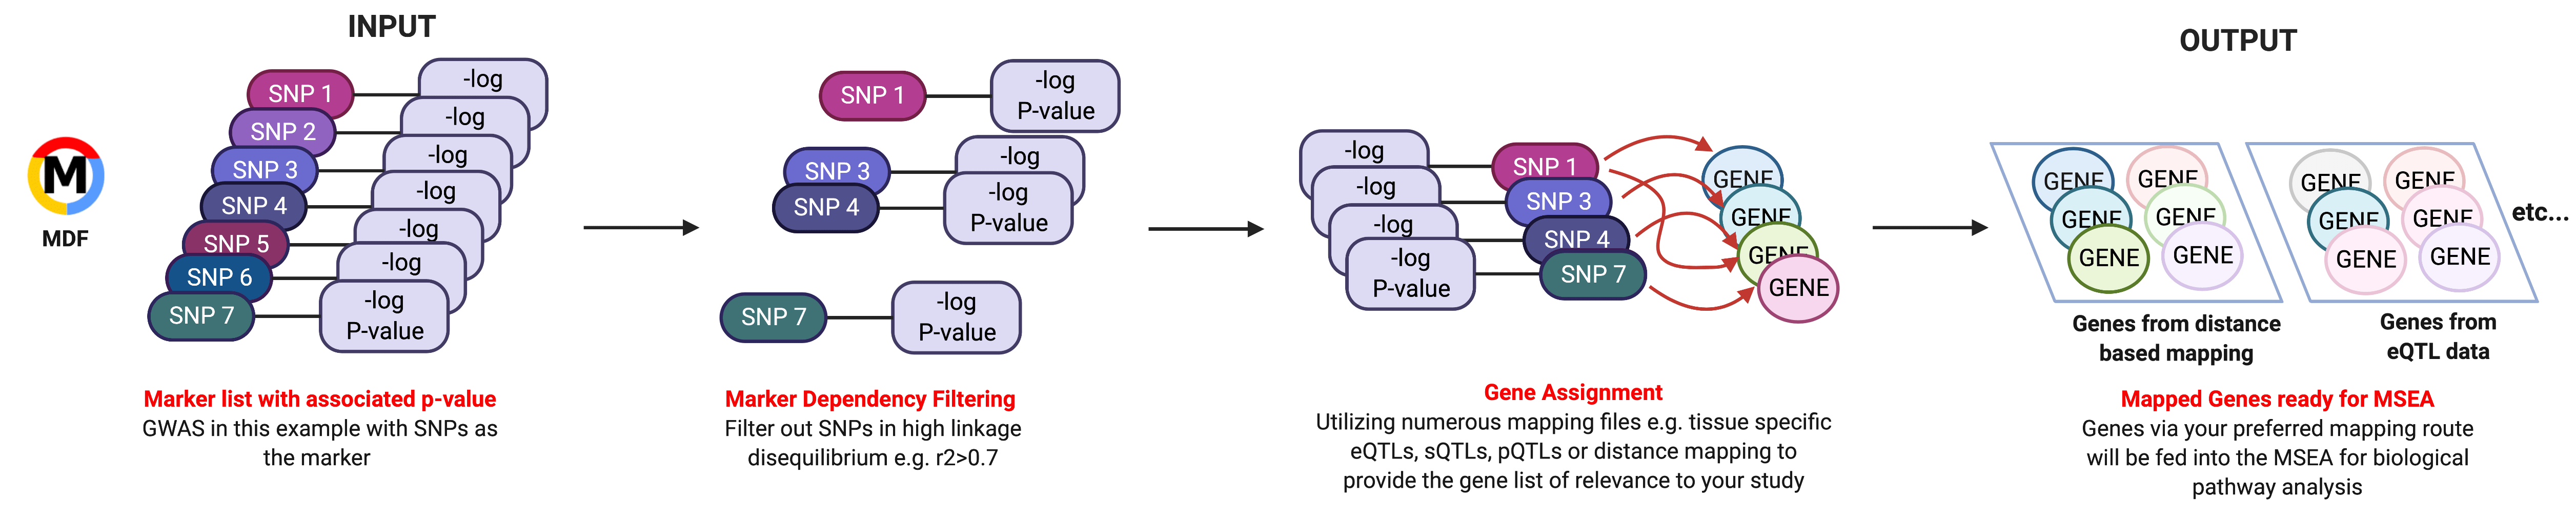 INPUT
OUTPUT
M
MDF
SNP 1
-log
SNP 2
-log
SNP 3
-log
SNP 4
-log
SNP 5
-log
SNP 6
-log
SNP 7
-log
P-value
Marker list with associated p-value
GWAS in this example with SNPs as
the marker
SNP 1
-log
P-value
SNP 3
-log
SNP 4
-log
P-value
SNP 7
-log
P-value
Marker Dependency Filtering
Filter out SNPs in high linkage
disequilibrium e.g. r2>0.7
-log
SNP 1
-log
SNP 3
-log
SNP 4
-log
P-value
SNP 7
GENE
GENE
GENE
GENE
Gene Assignment
Utilizing numerous mapping files e.g. tissue specific
eQTLs, sQTLs, pQTLs or distance mapping to
provide the gene list of relevance to your study
GENE
GENE
GENE
GENE
GENE
GENE
Genes from distance
based mapping
GENE
GENE
GENE
GENE
GENE
GENE
Genes from
eQTL data
etc...
Mapped Genes ready for MSEA
Genes via your preferred mapping route
will be fed into the MSEA for biological
pathway analysis